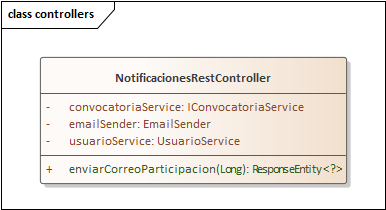 class controllers
NotificacionesRestController
- convocatoriaService: IConvocatoriaService
- emailSender: EmailSender
- usuarioService: UsuarioService
+ enviarCorreoParticipacion(Long): ResponseEntity<?>